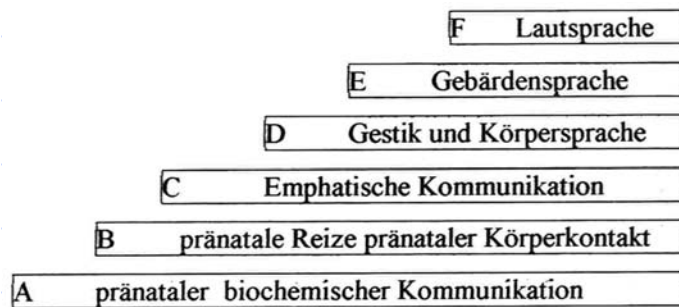 F Lautsprache
E Gebärdensprache
D Gestik und Körpersprache
C Emphatische Kommunikation
B pränatale Reize pränataler Körperkontakt
A pränataler biochemischer Kommunikation